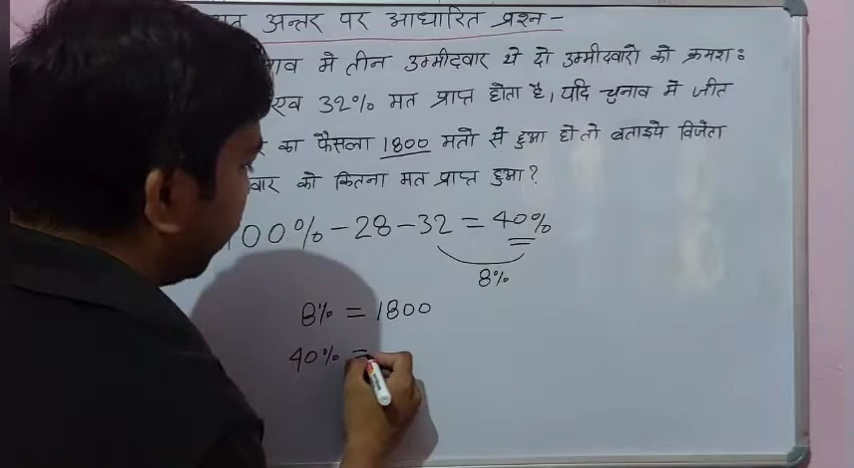 अन्तर पर आधारित प्रश्न -
में तीन उम्मीदवार थे दो उम्मीदवारो को क्रमशः
एव 32% मत प्राप्त होता है, यदि चुनाव मे जीत
का फैसला 1800 मतो से हुआ हो तो बताइये विजेता
को कितना मत प्राप्त हुआ?
100% - 28 - 32 = 40%
8%
8% = 1800
40% =